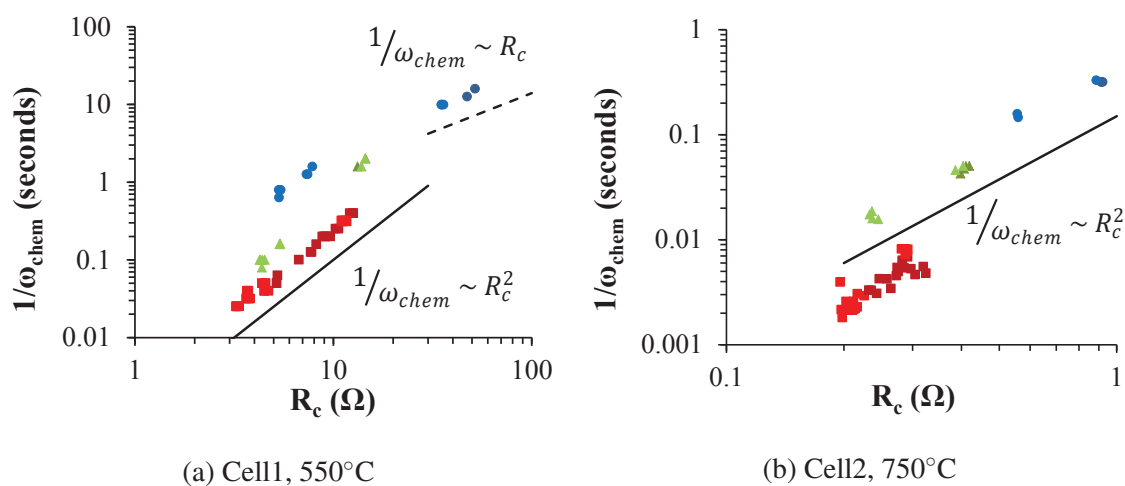 100
10
1
0.1
0.01
1/ω_chem (seconds)
1/ω_chem ~ R_c
1/ω_chem ~ R_c^2
1
10
100
R_c (Ω)
(a) Cell1, 550°C
1
0.1
0.01
0.001
1/ω_chem (seconds)
1/ω_chem ~ R_c^2
0.1
1
R_c (Ω)
(b) Cell2, 750°C